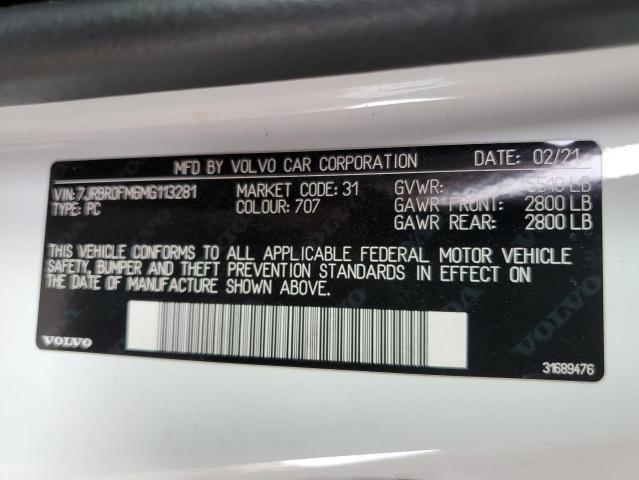 MFD BY VOLVO CAR CORPORATION DATE: 02/21
VIN: 7JRBR0FM6MG113281 MARKET CODE: 31 GVWR: 5510 LB
TYPE: PC COLOUR: 707 GAWR FRONT: 2800 LB
GAWR REAR: 2800 LB
THIS VEHICLE CONFORMS TO ALL APPLICABLE FEDERAL MOTOR VEHICLE
SAFETY, BUMPER AND THEFT PREVENTION STANDARDS IN EFFECT ON
THE DATE OF MANUFACTURE SHOWN ABOVE.
VOLVO
31689476